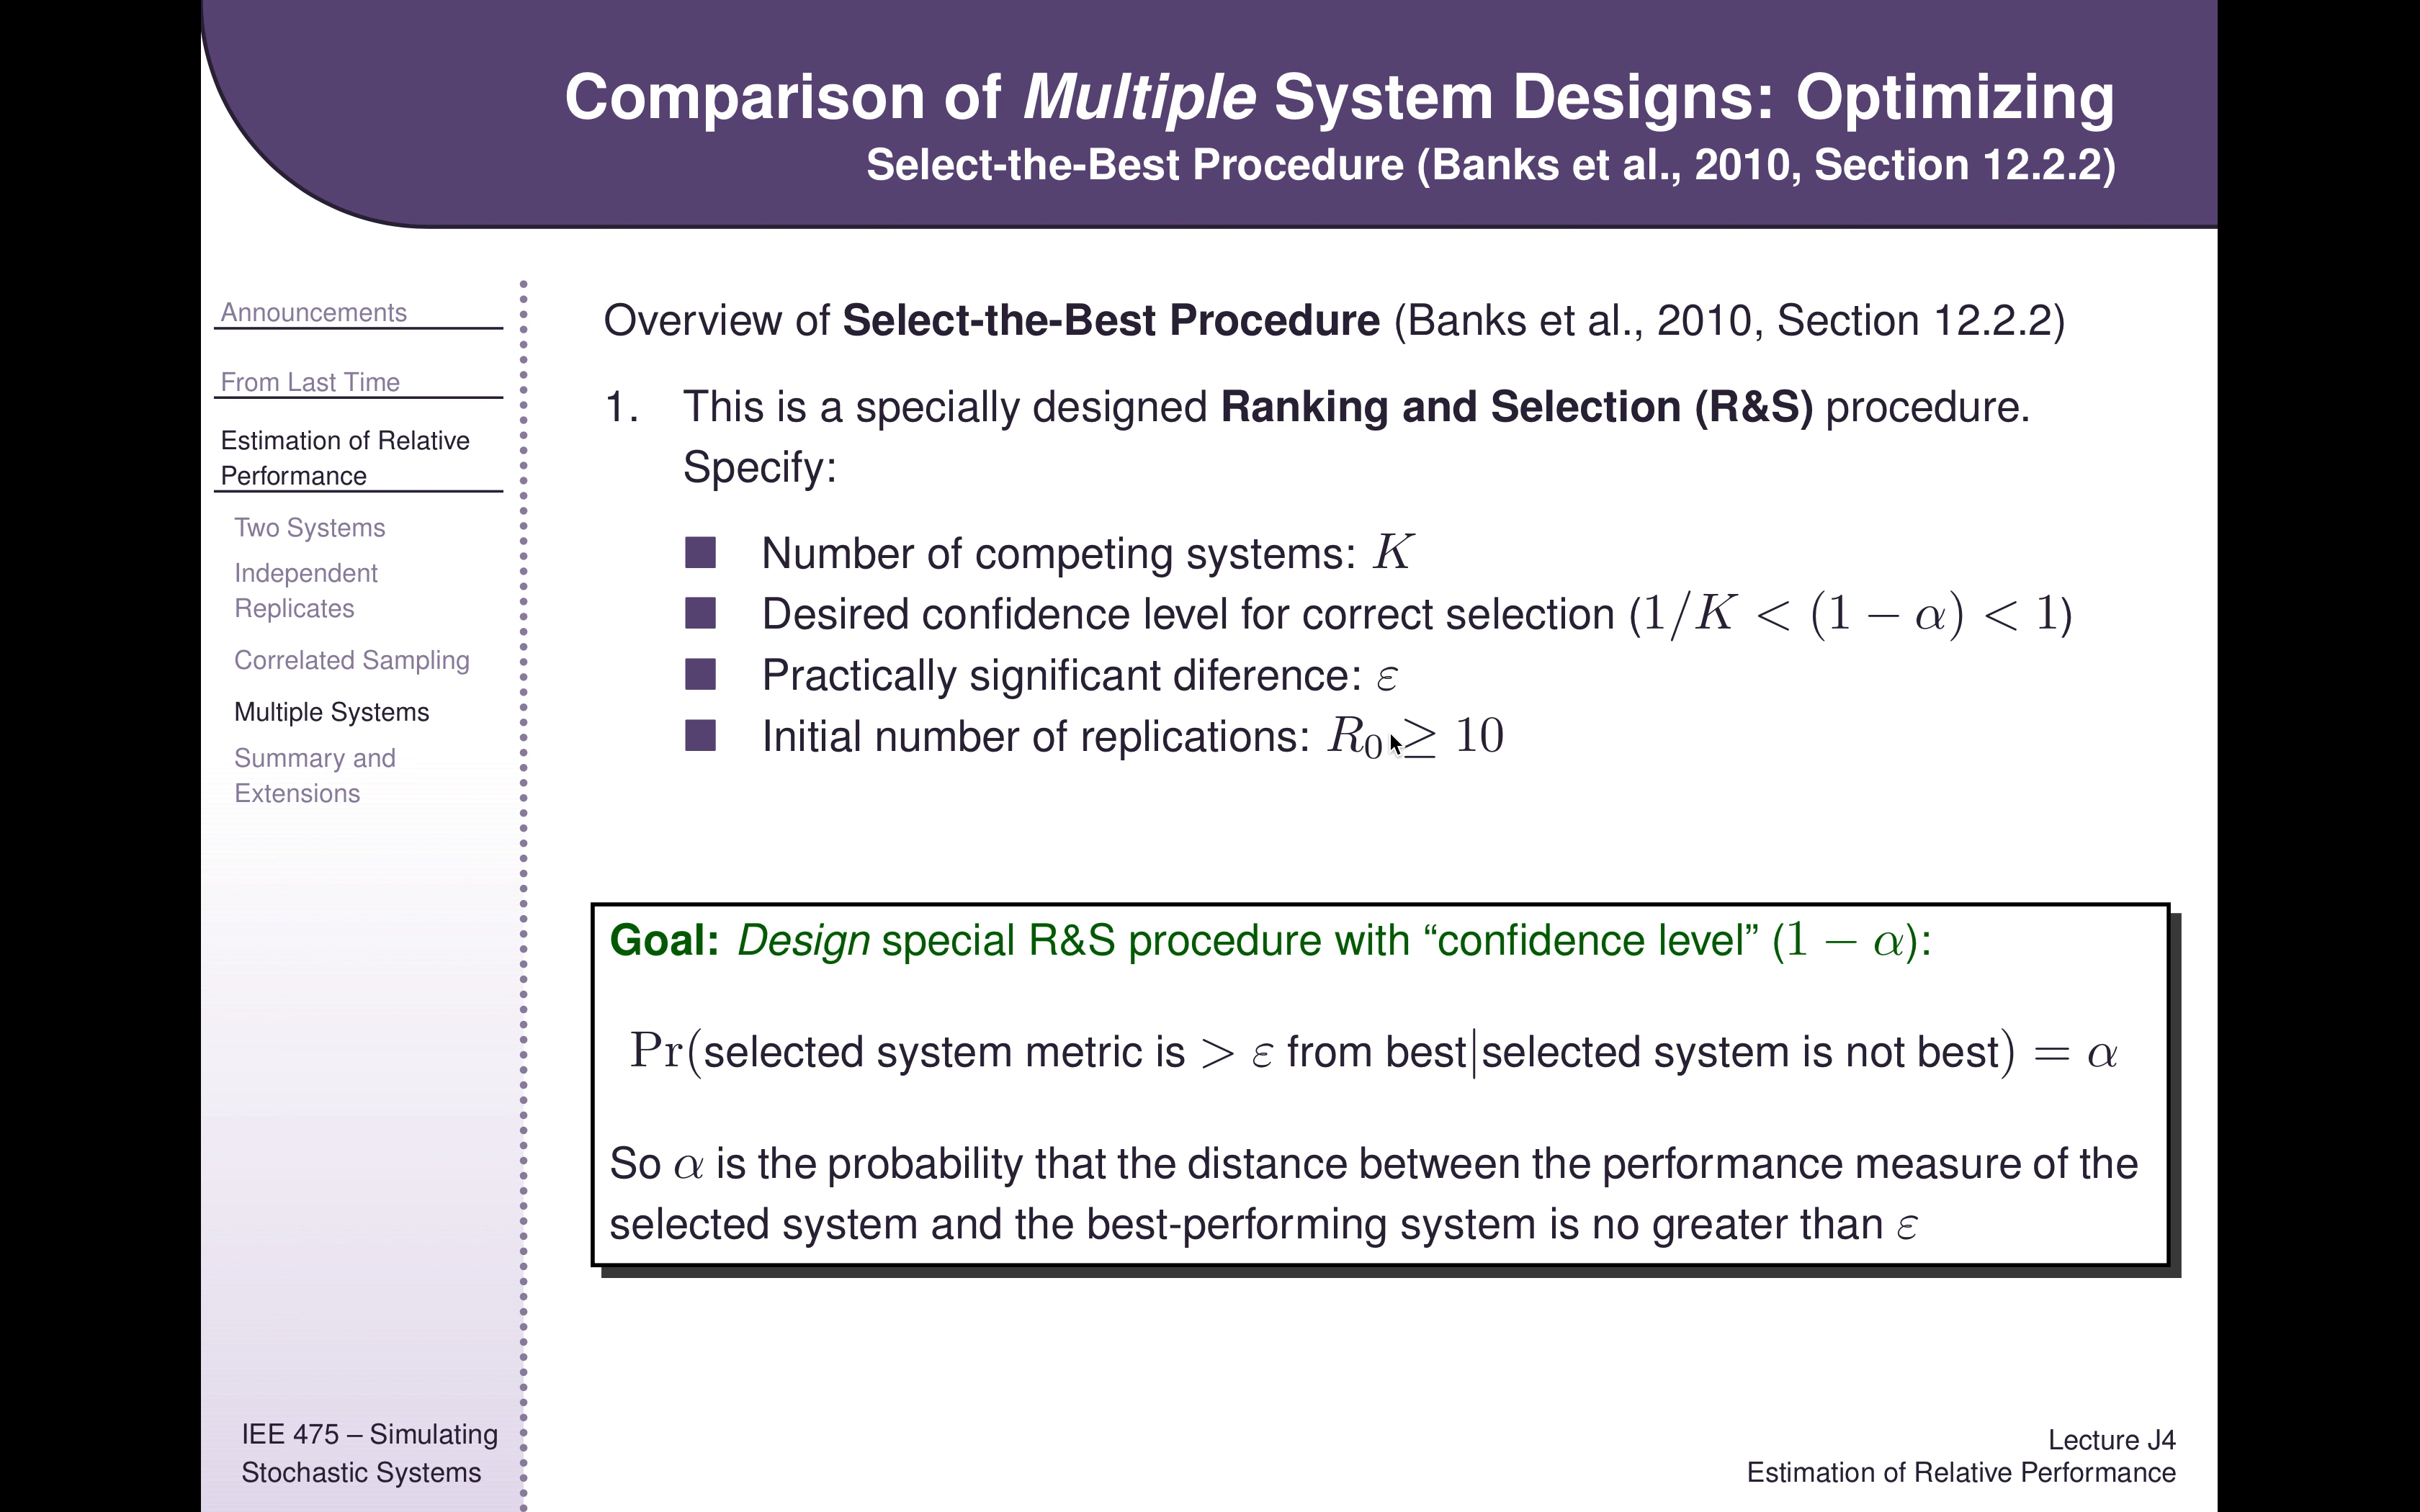 Comparison of Multiple System Designs: Optimizing
Select-the-Best Procedure (Banks et al., 2010, Section 12.2.2)
Announcements
From Last Time
Estimation of Relative
Performance
Two Systems
Independent
Replicates
Correlated Sampling
Multiple Systems
Summary and
Extensions
IEE 475 – Simulating
Stochastic Systems
Overview of Select-the-Best Procedure (Banks et al., 2010, Section 12.2.2)
1. This is a specially designed Ranking and Selection (R&S) procedure.
Specify:
■ Number of competing systems: K
■ Desired confidence level for correct selection (1/K < (1 − α) < 1)
■ Practically significant diference: ε
■ Initial number of replications: R₀ ≥ 10
Goal: Design special R&S procedure with “confidence level” (1 − α):
Pr(selected system metric is > ε from best|selected system is not best) = α
So α is the probability that the distance between the performance measure of the
selected system and the best-performing system is no greater than ε
Lecture J4
Estimation of Relative Performance